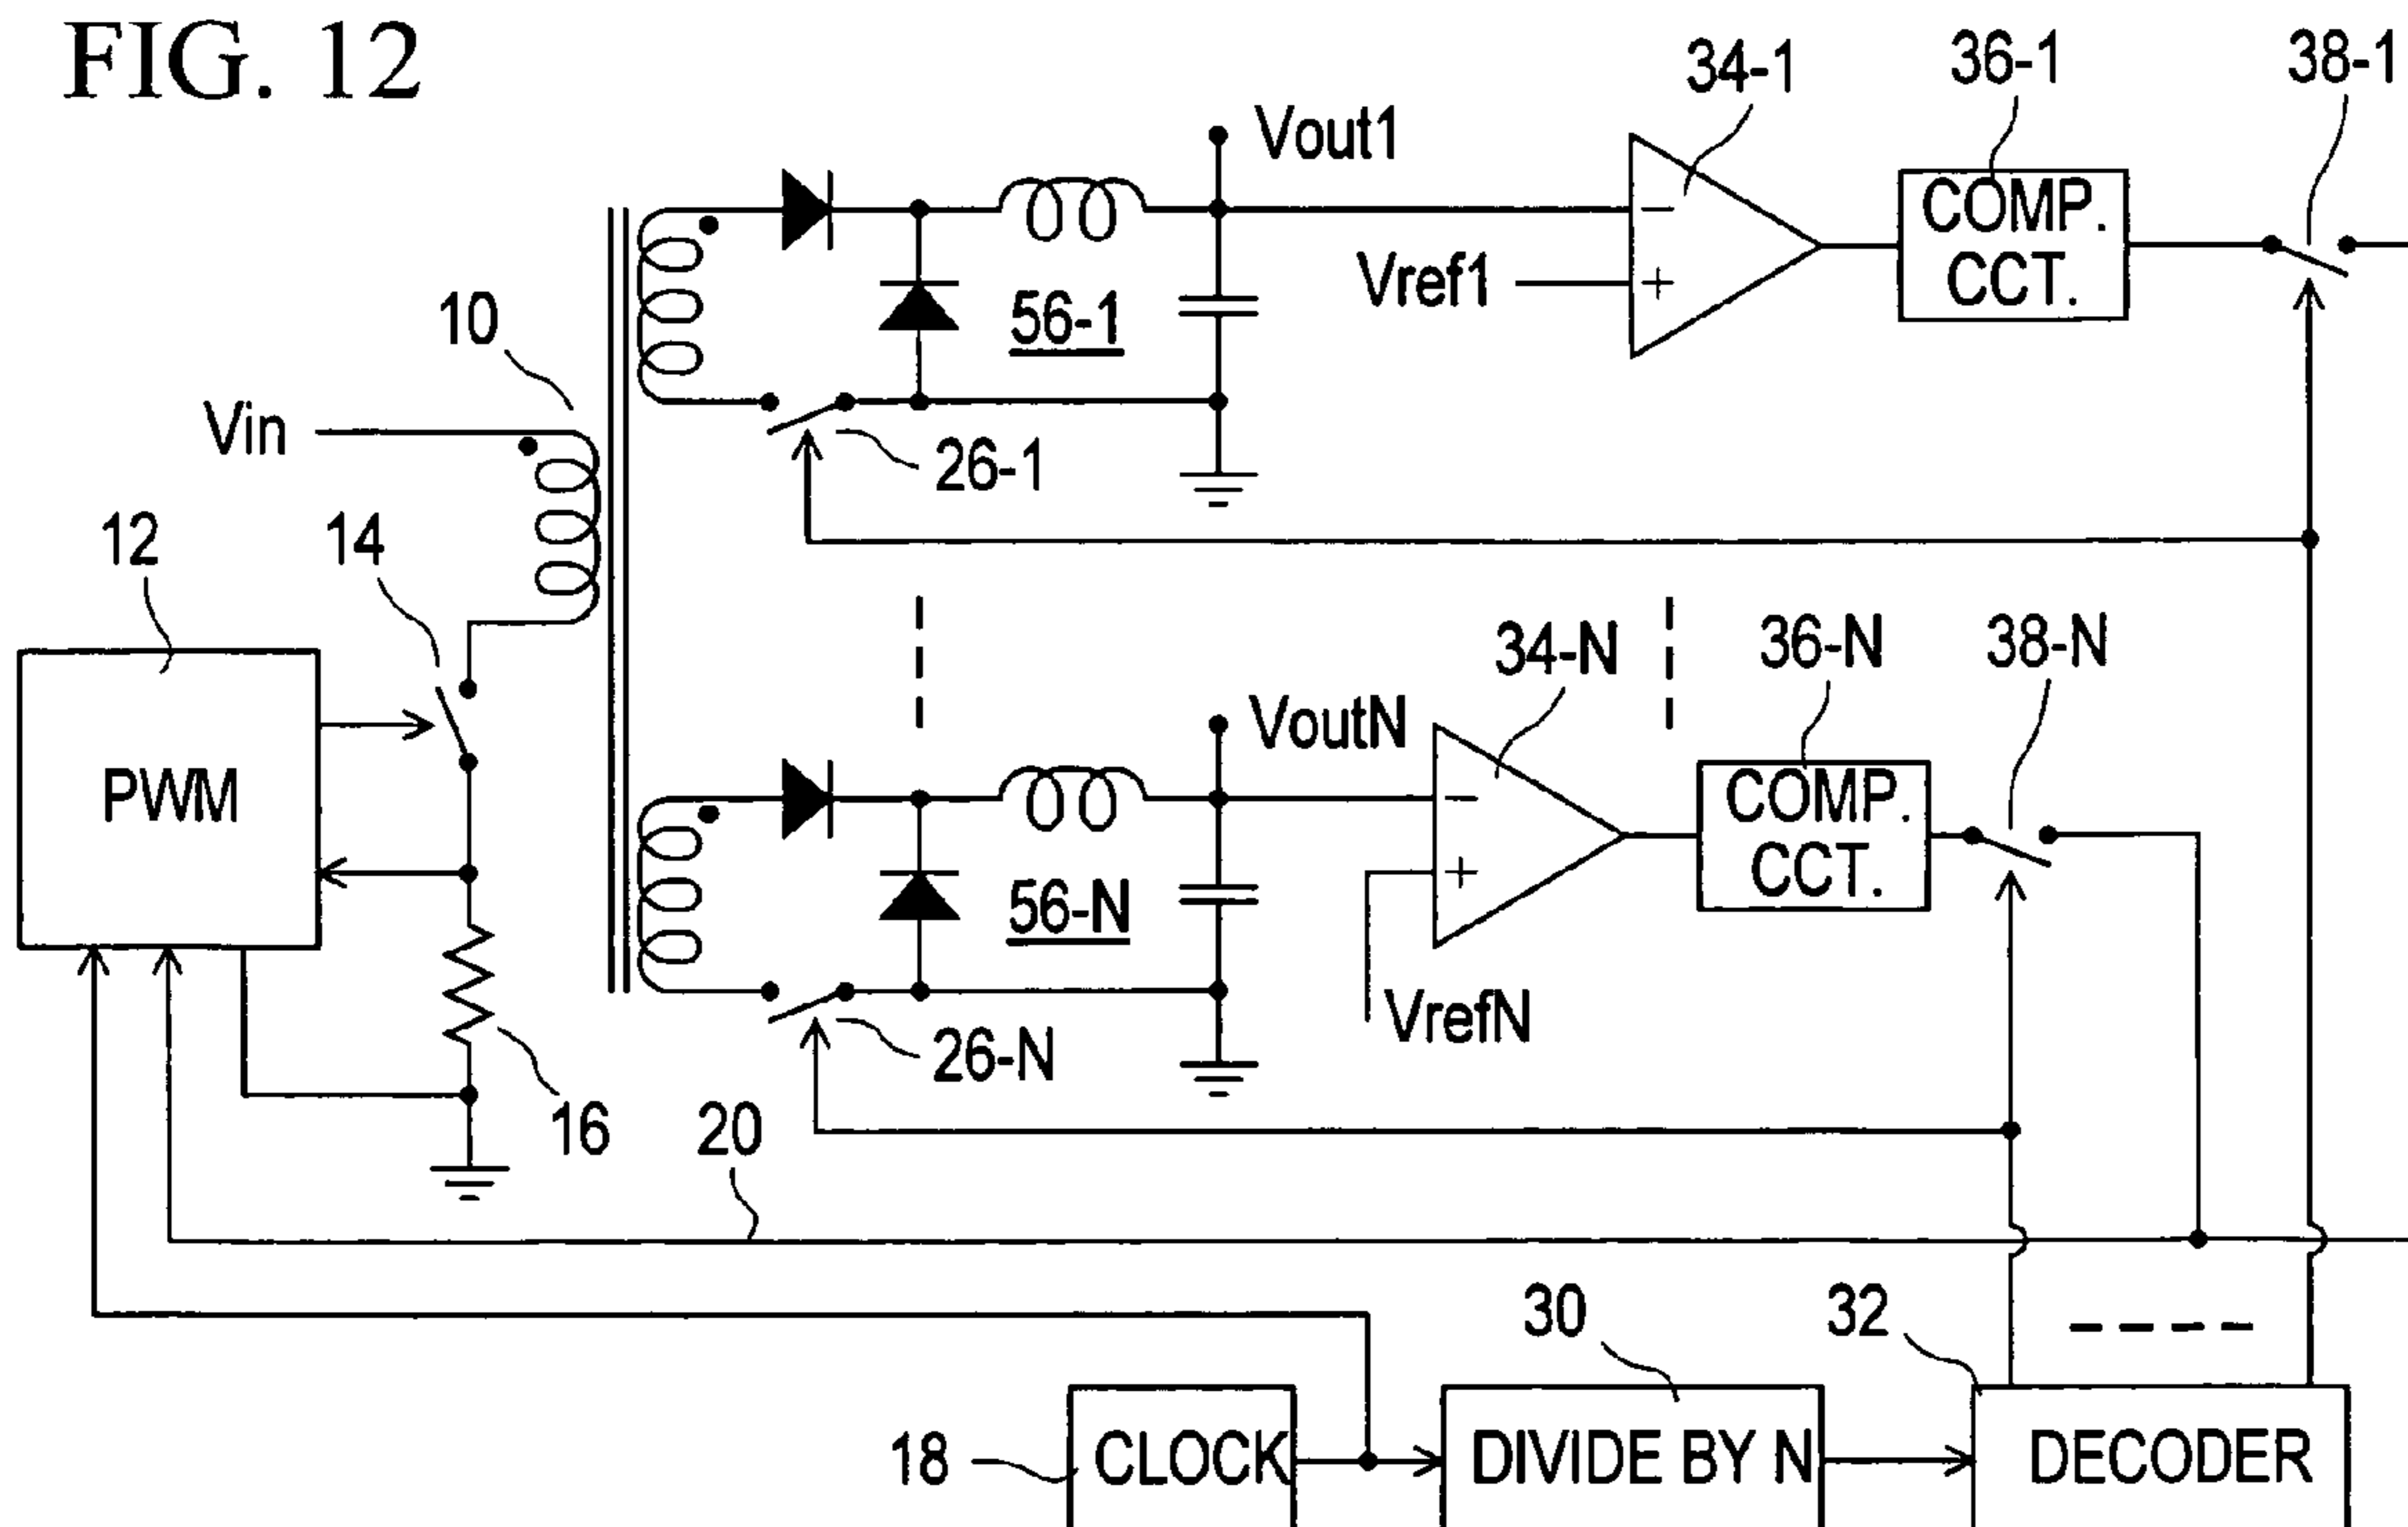 FIG. 12
34-1
36-1
38-1
Vout1
COMP.
CCT.
Vref1
−
+
56-1
10
Vin
26-1
12
14
34-N
36-N
38-N
VoutN
PWM
COMP.
CCT.
−
+
56-N
VrefN
26-N
16
20
30
32
18
CLOCK
DIVIDE BY N
DECODER